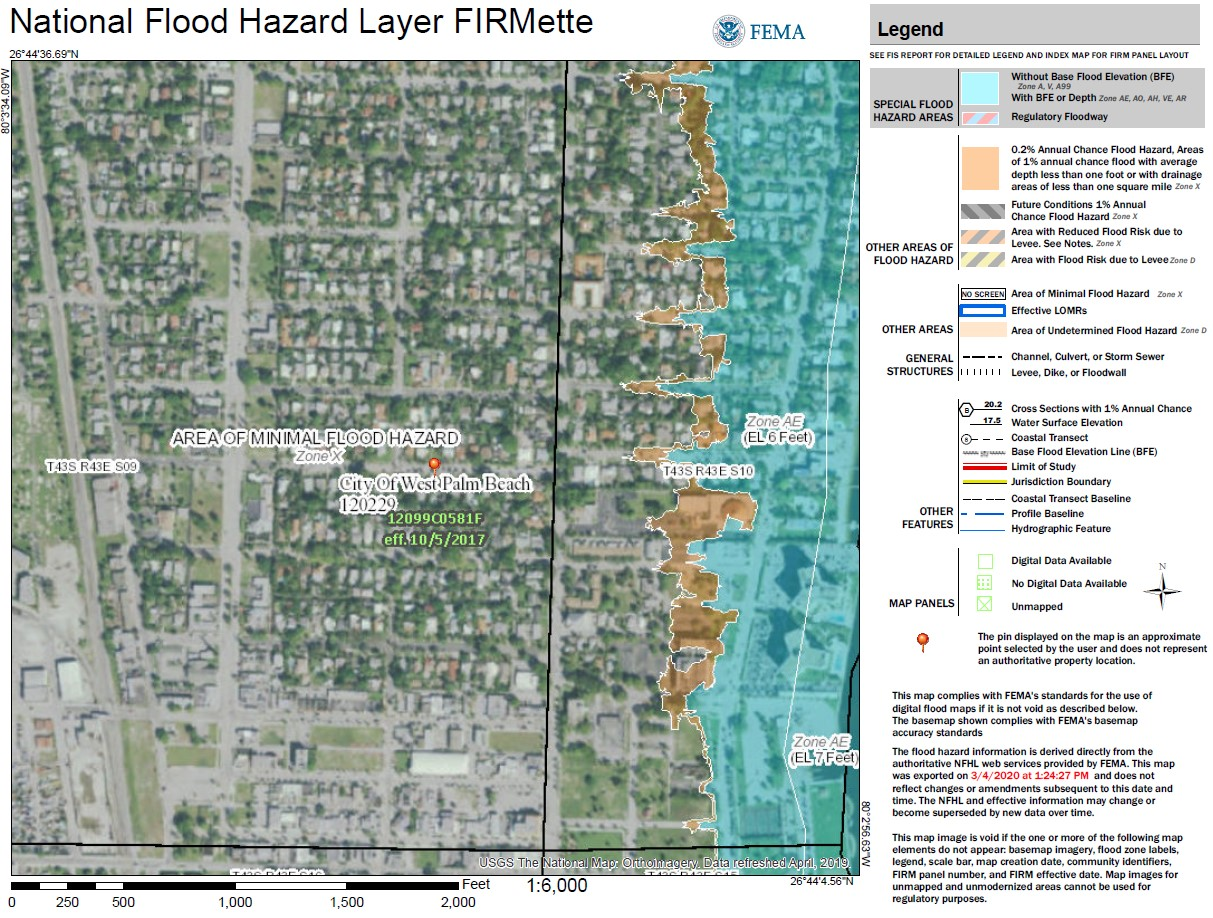 National Flood Hazard Layer FIRMette
FEMA
26°44'36.69"N
80°3'34.09"W
AREA OF MINIMAL FLOOD HAZARD
Zone X
T43S R43E S09
City Of West Palm Beach
120229
12099C0581F
eff.10/5/2017
Zone AE
(EL 6 Feet)
T43S R43E S10
Zone AE
(EL 7 Feet)
80°2'56.63"W
USGS The National Map: Orthoimagery. Data refreshed April, 2019.
T43S R43E S16
T43S R43E S15
26°44'4.56"N
Feet
1:6,000
0 250 500 1,000 1,500 2,000
Legend
SEE FIS REPORT FOR DETAILED LEGEND AND INDEX MAP FOR FIRM PANEL LAYOUT
SPECIAL FLOOD
HAZARD AREAS
Without Base Flood Elevation (BFE)
Zone A, V, A99
With BFE or Depth Zone AE, AO, AH, VE, AR
Regulatory Floodway
0.2% Annual Chance Flood Hazard, Areas
of 1% annual chance flood with average
depth less than one foot or with drainage
areas of less than one square mile Zone X
Future Conditions 1% Annual
Chance Flood Hazard Zone X
Area with Reduced Flood Risk due to
Levee. See Notes. Zone X
Area with Flood Risk due to Levee Zone D
OTHER AREAS OF
FLOOD HAZARD
NO SCREEN Area of Minimal Flood Hazard Zone X
Effective LOMRs
OTHER AREAS
Area of Undetermined Flood Hazard Zone D
GENERAL
STRUCTURES
Channel, Culvert, or Storm Sewer
Levee, Dike, or Floodwall
B 20.2 Cross Sections with 1% Annual Chance
17.5 Water Surface Elevation
8 Coastal Transect
Base Flood Elevation Line (BFE)
Limit of Study
Jurisdiction Boundary
Coastal Transect Baseline
OTHER
FEATURES
Profile Baseline
Hydrographic Feature
MAP PANELS
Digital Data Available
No Digital Data Available
Unmapped
N
The pin displayed on the map is an approximate
point selected by the user and does not represent
an authoritative property location.
This map complies with FEMA's standards for the use of
digital flood maps if it is not void as described below.
The basemap shown complies with FEMA's basemap
accuracy standards
The flood hazard information is derived directly from the
authoritative NFHL web services provided by FEMA. This map
was exported on 3/4/2020 at 1:24:27 PM and does not
reflect changes or amendments subsequent to this date and
time. The NFHL and effective information may change or
become superseded by new data over time.
This map image is void if the one or more of the following map
elements do not appear: basemap imagery, flood zone labels,
legend, scale bar, map creation date, community identifiers,
FIRM panel number, and FIRM effective date. Map images for
unmapped and unmodernized areas cannot be used for
regulatory purposes.